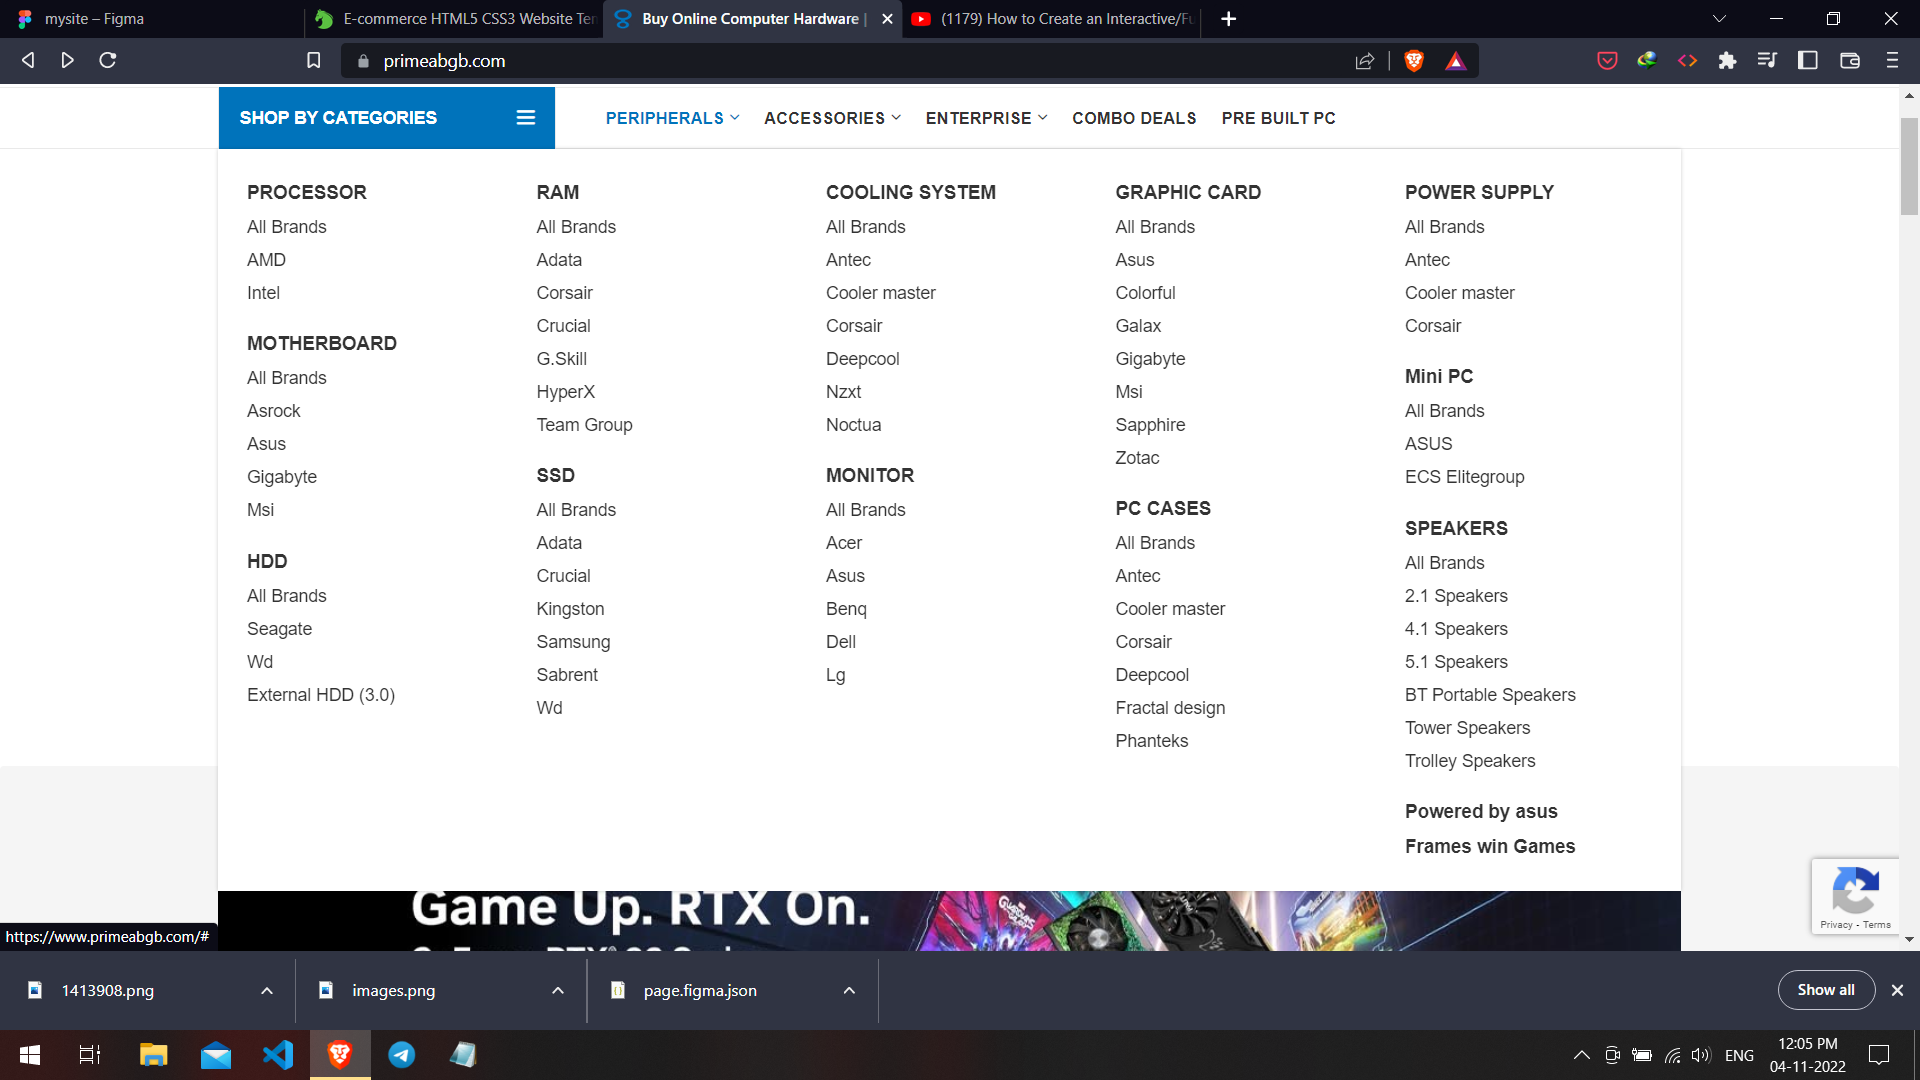 mysite – Figma
E-commerce HTML5 CSS3 Website Ten
Buy Online Computer Hardware |
(1179) How to Create an Interactive/Fu
primeabgb.com
SHOP BY CATEGORIES
PERIPHERALS
ACCESSORIES
ENTERPRISE
COMBO DEALS
PRE BUILT PC
PROCESSOR
All Brands
AMD
Intel
MOTHERBOARD
All Brands
Asrock
Asus
Gigabyte
Msi
HDD
All Brands
Seagate
Wd
External HDD (3.0)
RAM
All Brands
Adata
Corsair
Crucial
G.Skill
HyperX
Team Group
SSD
All Brands
Adata
Crucial
Kingston
Samsung
Sabrent
Wd
COOLING SYSTEM
All Brands
Antec
Cooler master
Corsair
Deepcool
Nzxt
Noctua
MONITOR
All Brands
Acer
Asus
Benq
Dell
Lg
GRAPHIC CARD
All Brands
Asus
Colorful
Galax
Gigabyte
Msi
Sapphire
Zotac
PC CASES
All Brands
Antec
Cooler master
Corsair
Deepcool
Fractal design
Phanteks
POWER SUPPLY
All Brands
Antec
Cooler master
Corsair
Mini PC
All Brands
ASUS
ECS Elitegroup
SPEAKERS
All Brands
2.1 Speakers
4.1 Speakers
5.1 Speakers
BT Portable Speakers
Tower Speakers
Trolley Speakers
Powered by asus
Frames win Games
Game Up. RTX On.
GUARDIANS
Privacy - Terms
https://www.primeabgb.com/#
1413908.png
images.png
page.figma.json
Show all
ENG
12:05 PM
04-11-2022